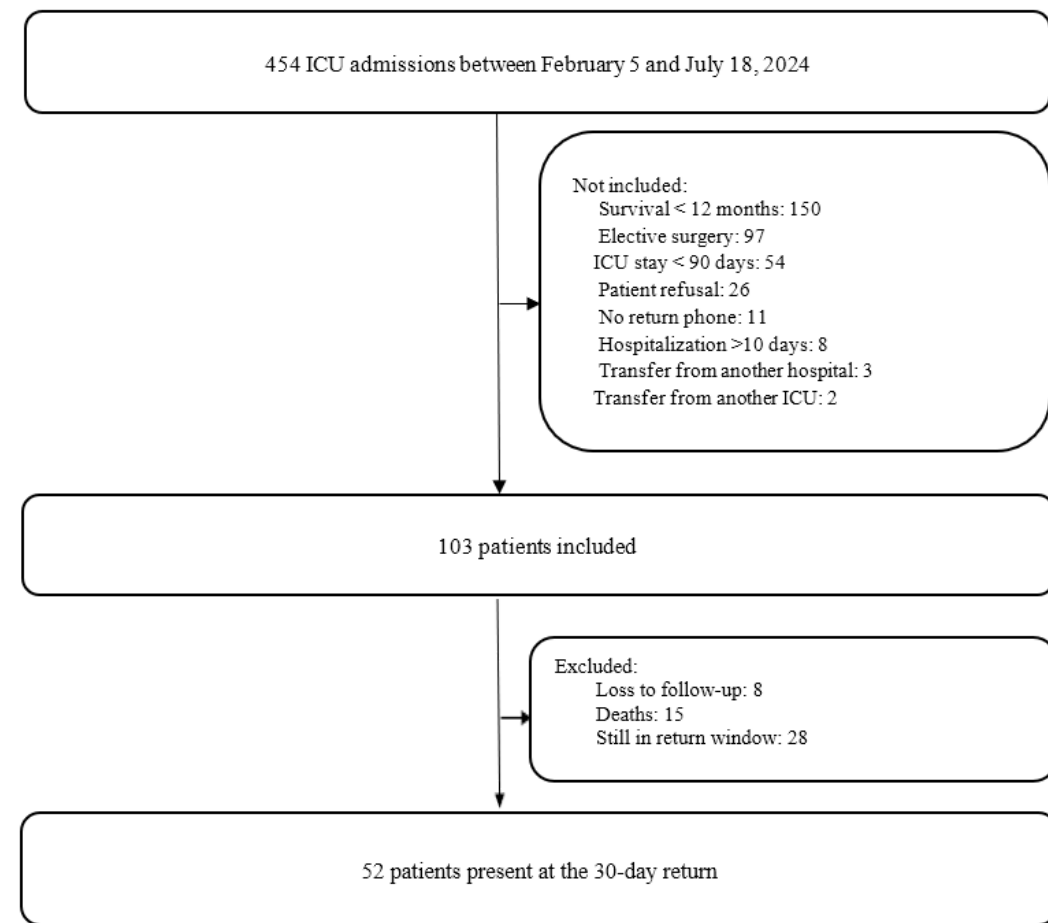 454 ICU admissions between February 5 and July 18, 2024
Not included:
Survival < 12 months: 150
Elective surgery: 97
ICU stay < 90 days: 54
Patient refusal: 26
No return phone: 11
Hospitalization >10 days: 8
Transfer from another hospital: 3
Transfer from another ICU: 2
103 patients included
Excluded:
Loss to follow-up: 8
Deaths: 15
Still in return window: 28
52 patients present at the 30-day return